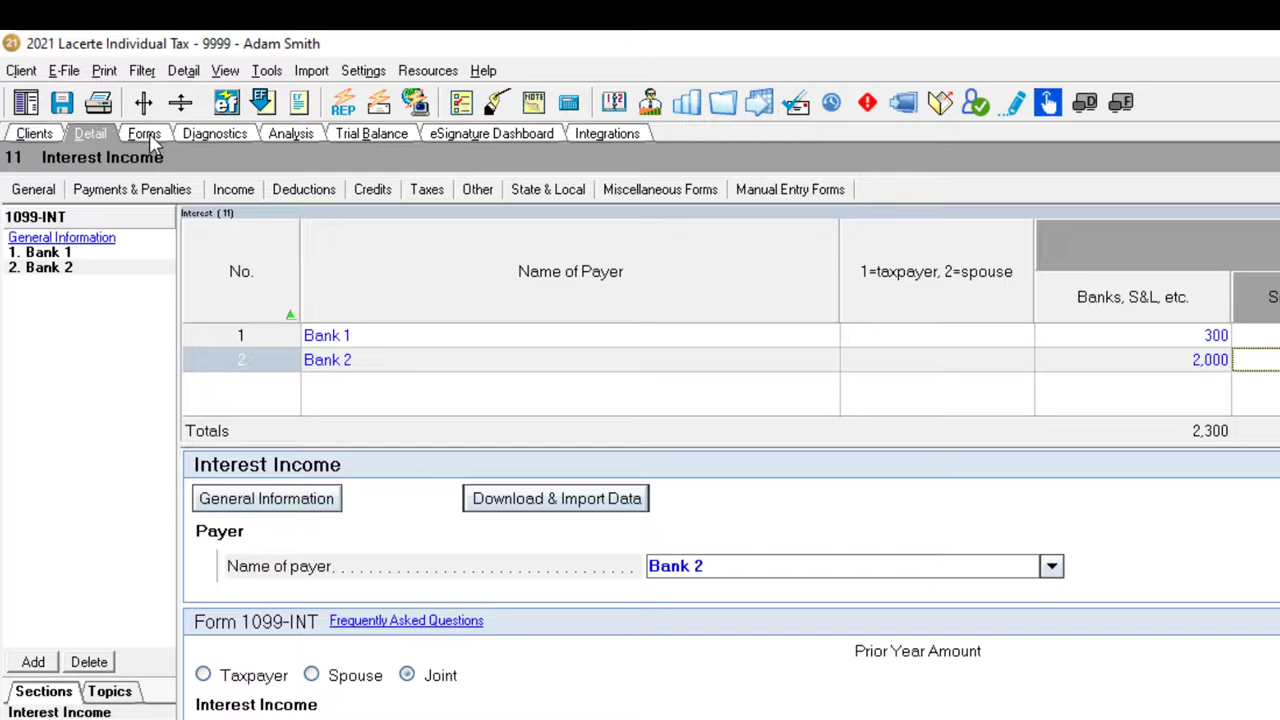 21 2021 Lacerte Individual Tax - 9999 - Adam Smith
Client E-File Print Filter Detail View Tools Import Settings Resources Help
Clients Detail Forms Diagnostics Analysis Trial Balance eSignature Dashboard Integrations
11 Interest Income
General Payments & Penalties Income Deductions Credits Taxes Other State & Local Miscellaneous Forms Manual Entry Forms
1099-INT
General Information
1. Bank 1
2. Bank 2
Interest (11)
No. Name of Payer 1=taxpayer, 2=spouse Banks, S&L, etc.
1 Bank 1 300
2 Bank 2 2,000
Totals 2,300
Interest Income
General Information Download & Import Data
Payer
Name of payer Bank 2
Form 1099-INT Frequently Asked Questions
Prior Year Amount
Taxpayer Spouse Joint
Interest Income
Add Delete
Sections Topics
Interest Income